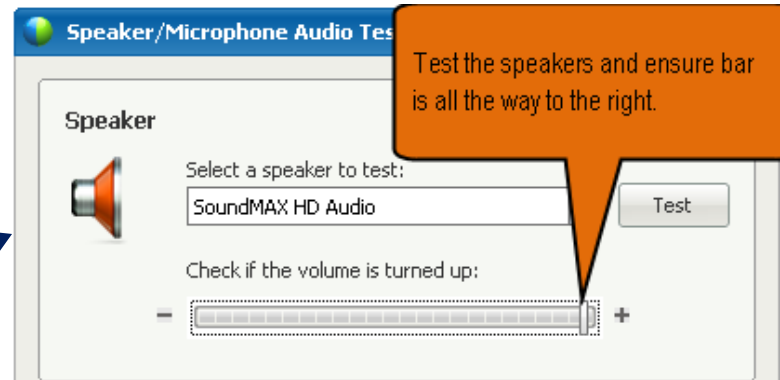 Speaker/Microphone Audio Tes
Test the speakers and ensure bar
is all the way to the right.
Speaker
Select a speaker to test:
SoundMAX HD Audio
Test
Check if the volume is turned up:
- +